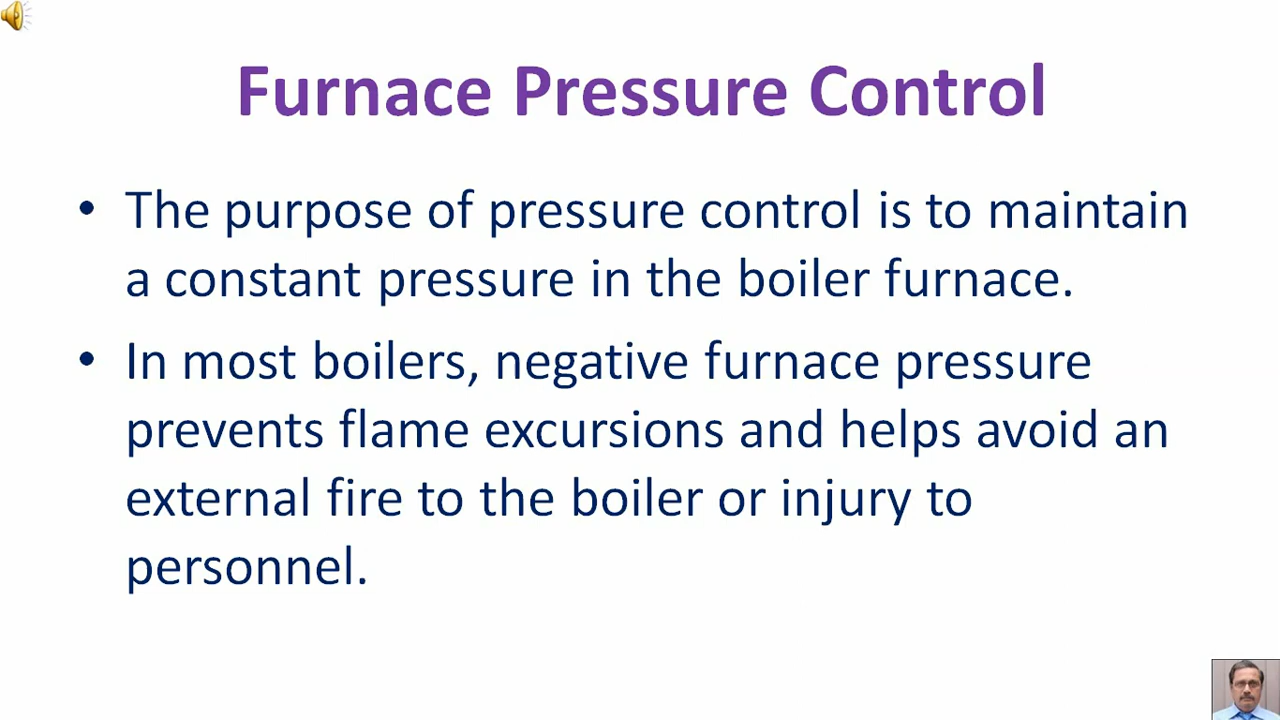 Furnace Pressure Control
• The purpose of pressure control is to maintain
a constant pressure in the boiler furnace.
• In most boilers, negative furnace pressure
prevents flame excursions and helps avoid an
external fire to the boiler or injury to
personnel.